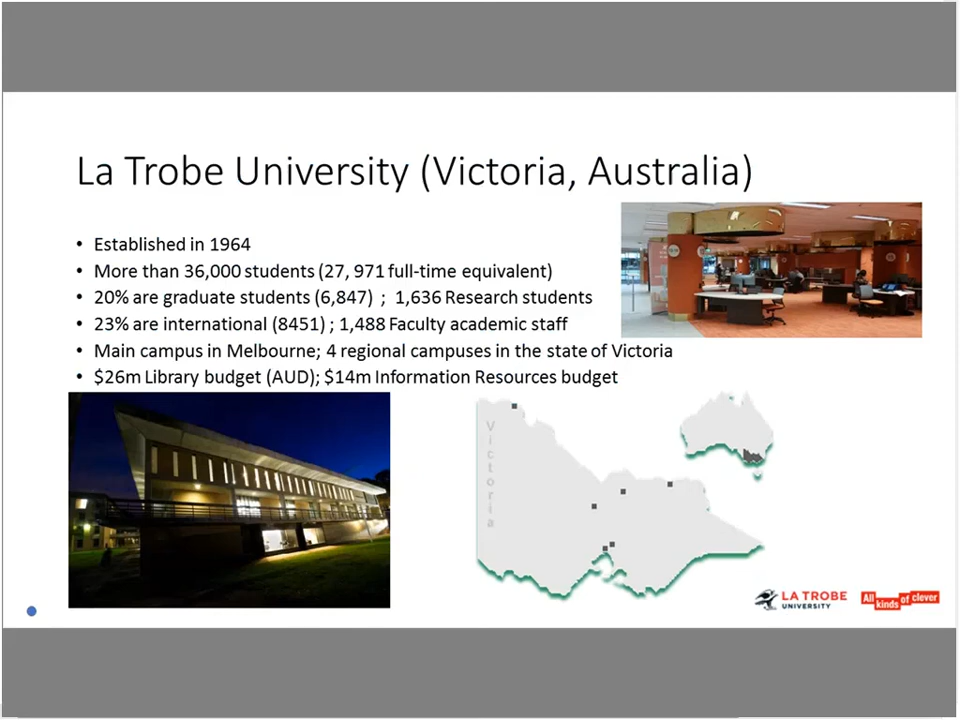 La Trobe University (Victoria, Australia)
• Established in 1964
• More than 36,000 students (27, 971 full-time equivalent)
• 20% are graduate students (6,847) ; 1,636 Research students
• 23% are international (8451) ; 1,488 Faculty academic staff
• Main campus in Melbourne; 4 regional campuses in the state of Victoria
• $26m Library budget (AUD); $14m Information Resources budget
Victoria
LA TROBE
UNIVERSITY
All kinds of clever